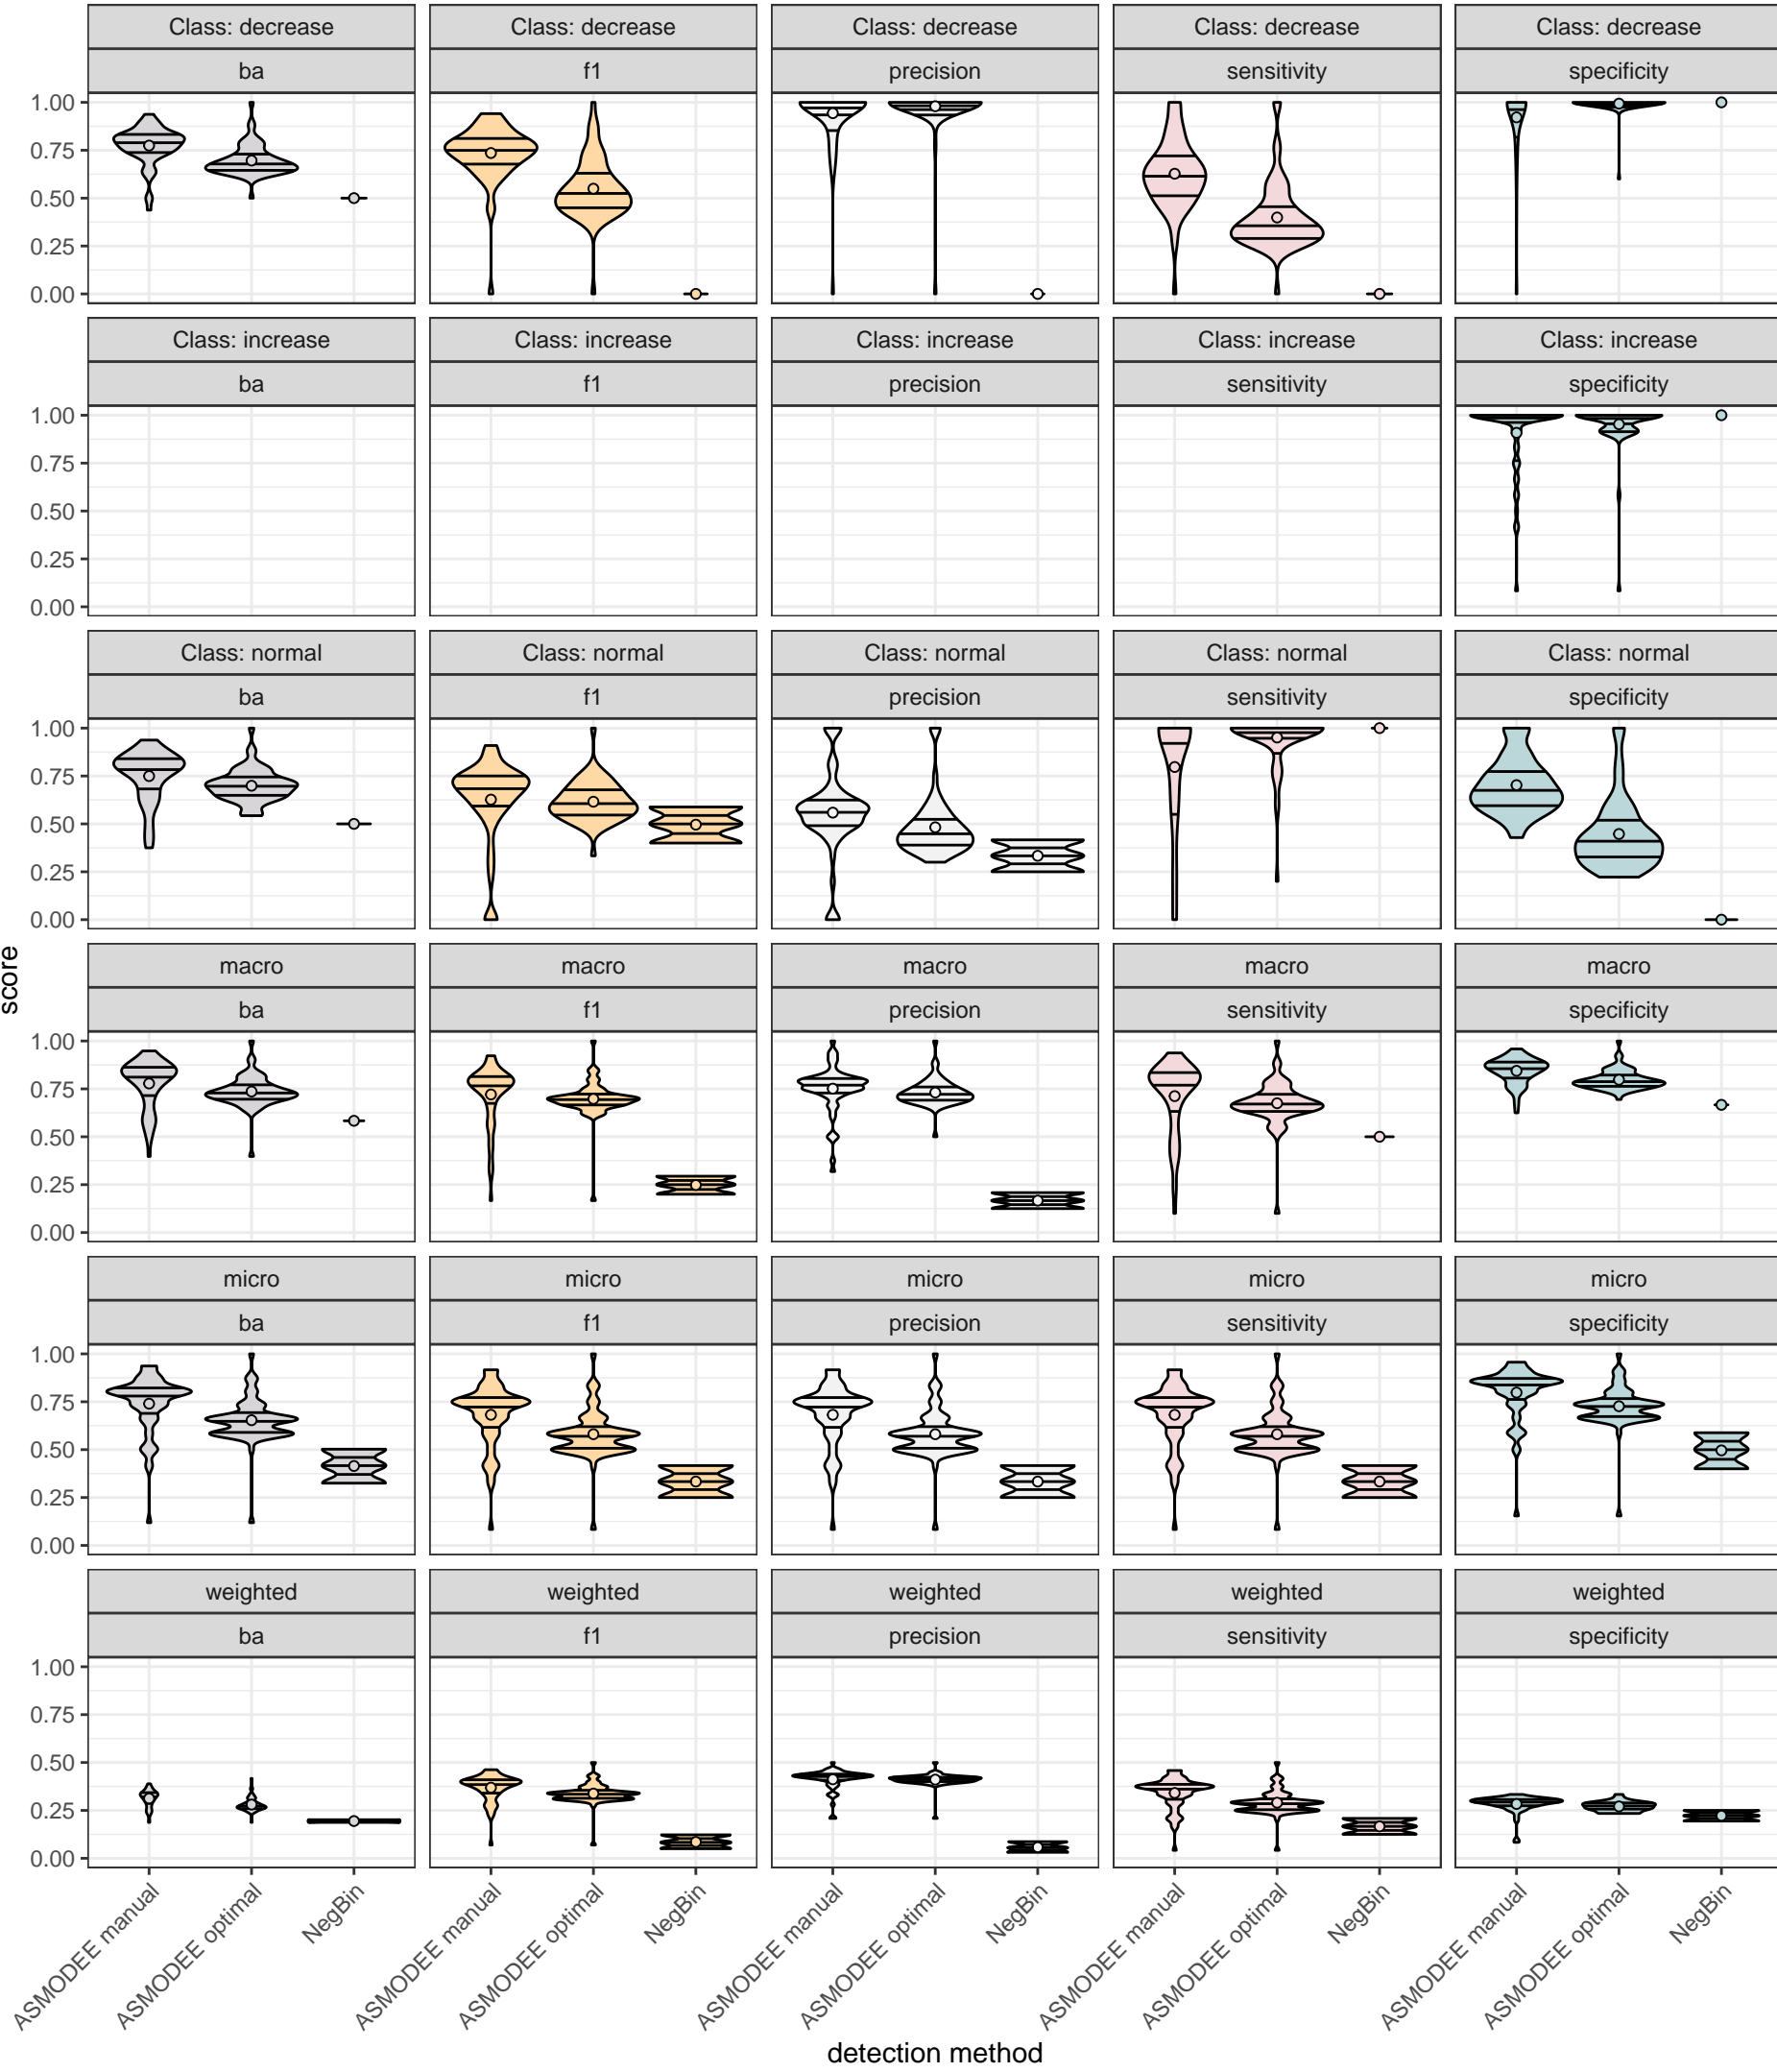 Class: decrease Class: decrease Class: decrease Class: decrease Class: decrease
ba f1 precision sensitivity specificity
1.00
0.75
0.50
0.25
0.00
Class: increase Class: increase Class: increase Class: increase Class: increase
ba f1 precision sensitivity specificity
1.00
0.75
0.50
0.25
0.00
Class: normal Class: normal Class: normal Class: normal Class: normal
ba f1 precision sensitivity specificity
1.00
0.75
0.50
0.25
0.00
score
macro macro macro macro macro
ba f1 precision sensitivity specificity
1.00
0.75
0.50
0.25
0.00
micro micro micro micro micro
ba f1 precision sensitivity specificity
1.00
0.75
0.50
0.25
0.00
weighted weighted weighted weighted weighted
ba f1 precision sensitivity specificity
1.00
0.75
0.50
0.25
0.00
ASMODEE manual ASMODEE optimal NegBin ASMODEE manual ASMODEE optimal NegBin ASMODEE manual ASMODEE optimal NegBin ASMODEE manual ASMODEE optimal NegBin ASMODEE manual ASMODEE optimal NegBin
detection method